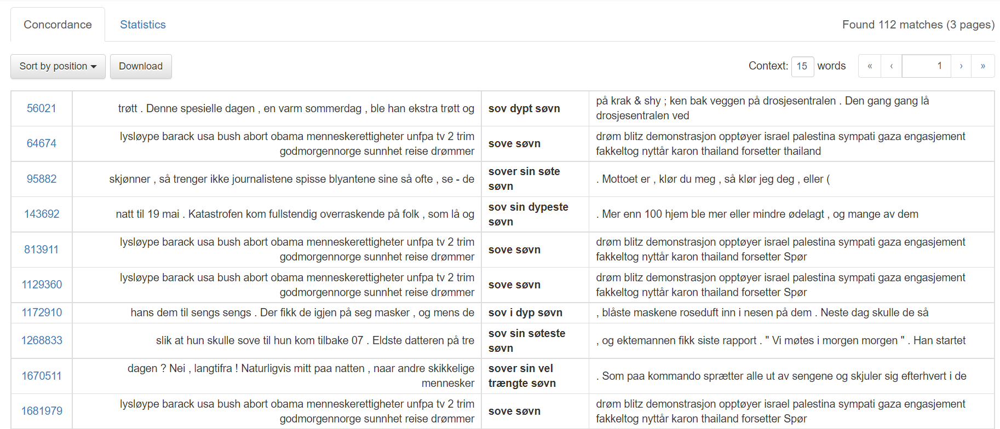 Concordance
Statistics
Found 112 matches (3 pages)
Sort by position
Download
Context: 15 words
« ‹ 1 › »
56021
trøtt . Denne spesielle dagen , en varm sommerdag , ble han ekstra trøtt og
sov dypt søvn
på krak & shy ; ken bak veggen på drosjesentralen . Den gang gang lå
drosjesentralen ved
64674
lysløype barack usa bush abort obama menneskerettigheter unfpa tv 2 trim
godmorgennorge sunnhet reise drømmer
sove søvn
drøm blitz demonstrasjon opptøyer israel palestina sympati gaza engasjement
fakkeltog nyttår karon thailand forsetter thailand
95882
skjønner , så trenger ikke journalistene spisse blyantene sine så ofte , se - de
sover sin søte
søvn
. Mottoet er , klør du meg , så klør jeg deg , eller (
143692
natt til 19 mai . Katastrofen kom fullstendig overraskende på folk , som lå og
sov sin dypeste
søvn
. Mer enn 100 hjem ble mer eller mindre ødelagt , og mange av dem
813911
lysløype barack usa bush abort obama menneskerettigheter unfpa tv 2 trim
godmorgennorge sunnhet reise drømmer
sove søvn
drøm blitz demonstrasjon opptøyer israel palestina sympati gaza engasjement
fakkeltog nyttår karon thailand forsetter Spør
1129360
lysløype barack usa bush abort obama menneskerettigheter unfpa tv 2 trim
godmorgennorge sunnhet reise drømmer
sove søvn
drøm blitz demonstrasjon opptøyer israel palestina sympati gaza engasjement
fakkeltog nyttår karon thailand forsetter Spør
1172910
hans dem til sengs sengs . Der fikk de igjen på seg masker , og mens de
sov i dyp søvn
, blåste maskene roseduft inn i nesen på dem . Neste dag skulle de så
1268833
slik at hun skulle sove til hun kom tilbake 07 . Eldste datteren på tre
sov sin søteste
søvn
, og ektemannen fikk siste rapport . " Vi møtes i morgen morgen " . Han startet
1670511
dagen ? Nei , langtifra ! Naturligvis mitt paa natten , naar andre skikkelige
mennesker
sover sin vel
trængte søvn
. Som paa kommando sprætter alle ut av sengene og skjuler sig efterhvert i de
1681979
lysløype barack usa bush abort obama menneskerettigheter unfpa tv 2 trim
godmorgennorge sunnhet reise drømmer
sove søvn
drøm blitz demonstrasjon opptøyer israel palestina sympati gaza engasjement
fakkeltog nyttår karon thailand forsetter Spør